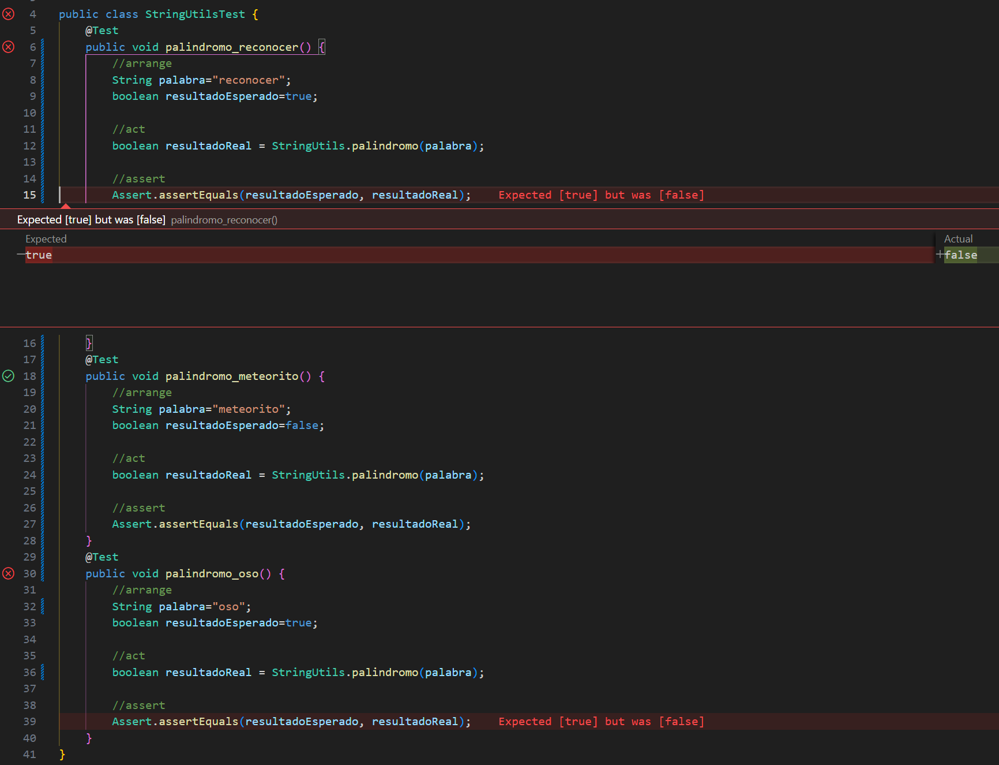 4 public class StringUtilsTest {
5 @Test
6 public void palindromo_reconocer() {
7 //arrange
8 String palabra="reconocer";
9 boolean resultadoEsperado=true;
10
11 //act
12 boolean resultadoReal = StringUtils.palindromo(palabra);
13
14 //assert
15 Assert.assertEquals(resultadoEsperado, resultadoReal); Expected [true] but was [false]
Expected [true] but was [false] palindromo_reconocer()
Expected Actual
—true +false
16 }
17 @Test
18 public void palindromo_meteorito() {
19 //arrange
20 String palabra="meteorito";
21 boolean resultadoEsperado=false;
22
23 //act
24 boolean resultadoReal = StringUtils.palindromo(palabra);
25
26 //assert
27 Assert.assertEquals(resultadoEsperado, resultadoReal);
28 }
29 @Test
30 public void palindromo_oso() {
31 //arrange
32 String palabra="oso";
33 boolean resultadoEsperado=true;
34
35 //act
36 boolean resultadoReal = StringUtils.palindromo(palabra);
37
38 //assert
39 Assert.assertEquals(resultadoEsperado, resultadoReal); Expected [true] but was [false]
40 }
41 }